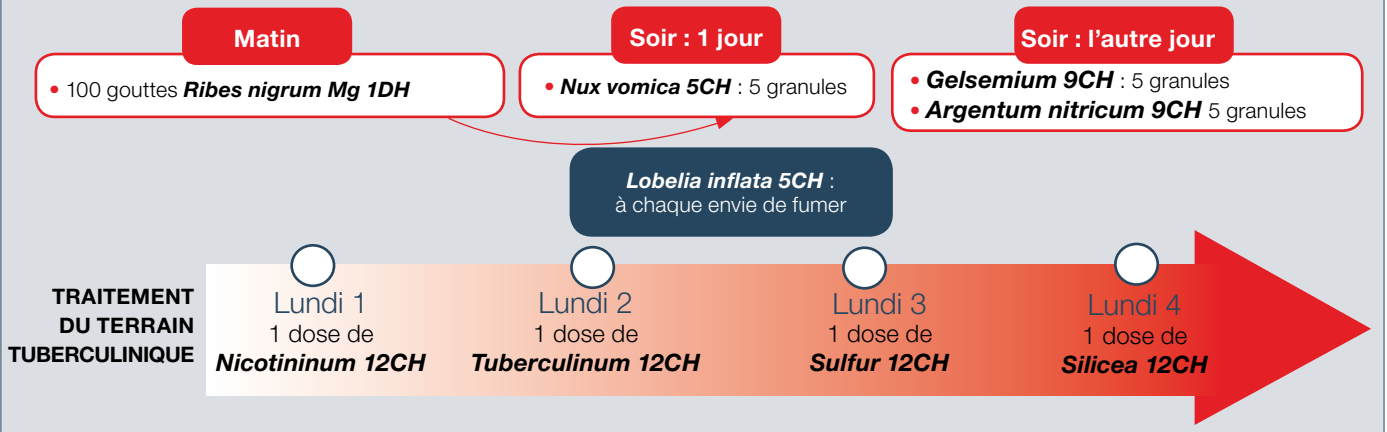 Matin
• 100 gouttes Ribes nigrum Mg 1DH
Soir : 1 jour
• Nux vomica 5CH : 5 granules
Soir : l’autre jour
• Gelsemium 9CH : 5 granules
• Argentum nitricum 9CH 5 granules
Lobelia inflata 5CH :
à chaque envie de fumer
TRAITEMENT
DU TERRAIN
TUBERCULINIQUE
Lundi 1
1 dose de
Nicotininum 12CH
Lundi 2
1 dose de
Tuberculinum 12CH
Lundi 3
1 dose de
Sulfur 12CH
Lundi 4
1 dose de
Silicea 12CH